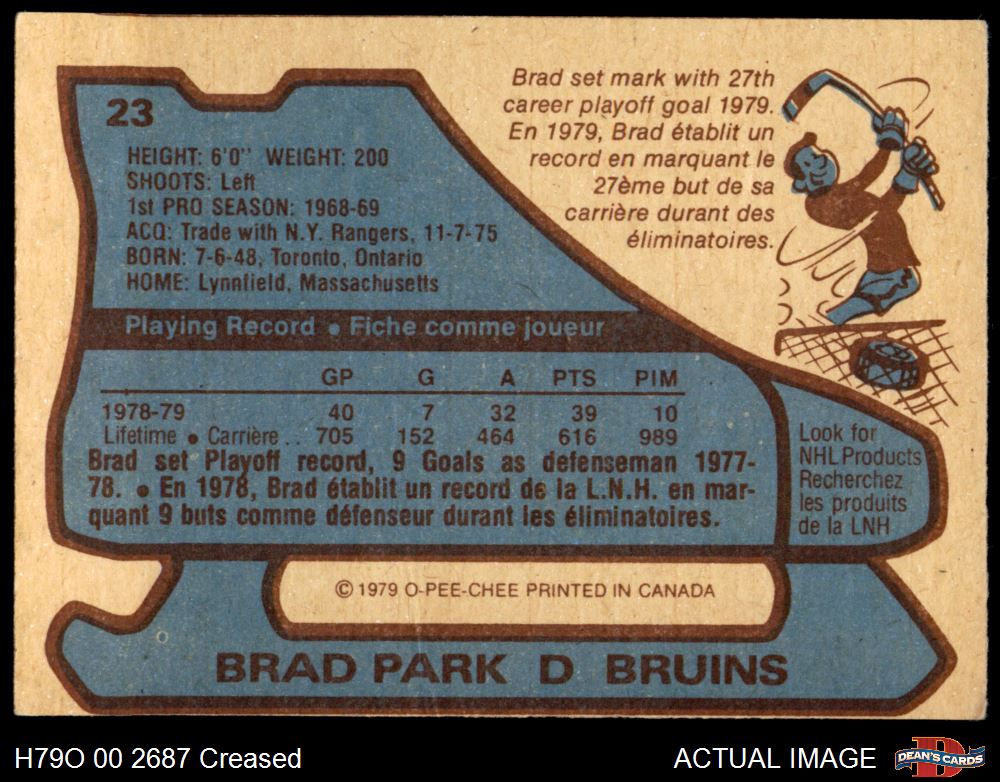 23
HEIGHT: 6'0" WEIGHT: 200
SHOOTS: Left
1st PRO SEASON: 1968-69
ACQ: Trade with N.Y. Rangers, 11-7-75
BORN: 7-6-48, Toronto, Ontario
HOME: Lynnfield, Massachusetts
Brad set mark with 27th
career playoff goal 1979.
En 1979, Brad établit un
record en marquant le
27ème but de sa
carrière durant des
éliminatoires.
Playing Record • Fiche comme joueur
GP G A PTS PIM
1978-79 40 7 32 39 10
Lifetime • Carrière .. 705 152 464 616 989
Brad set Playoff record, 9 Goals as defenseman 1977-
78. • En 1978, Brad établit un record de la L.N.H. en mar-
quant 9 buts comme défenseur durant les éliminatoires.
Look for
NHL Products
Recherchez
les produits
de la LNH
© 1979 O-PEE-CHEE PRINTED IN CANADA
BRAD PARK D BRUINS
H79O 00 2687 Creased
ACTUAL IMAGE
D
DEAN'S CARDS